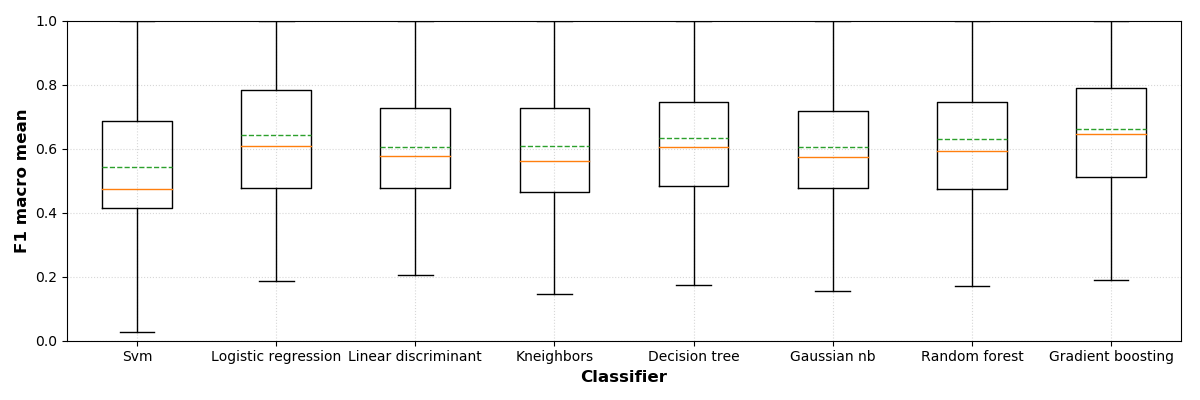 F1 macro mean
1.0
0.8
0.6
0.4
0.2
0.0
Svm
Logistic regression
Linear discriminant
Kneighbors
Decision tree
Gaussian nb
Random forest
Gradient boosting
Classifier